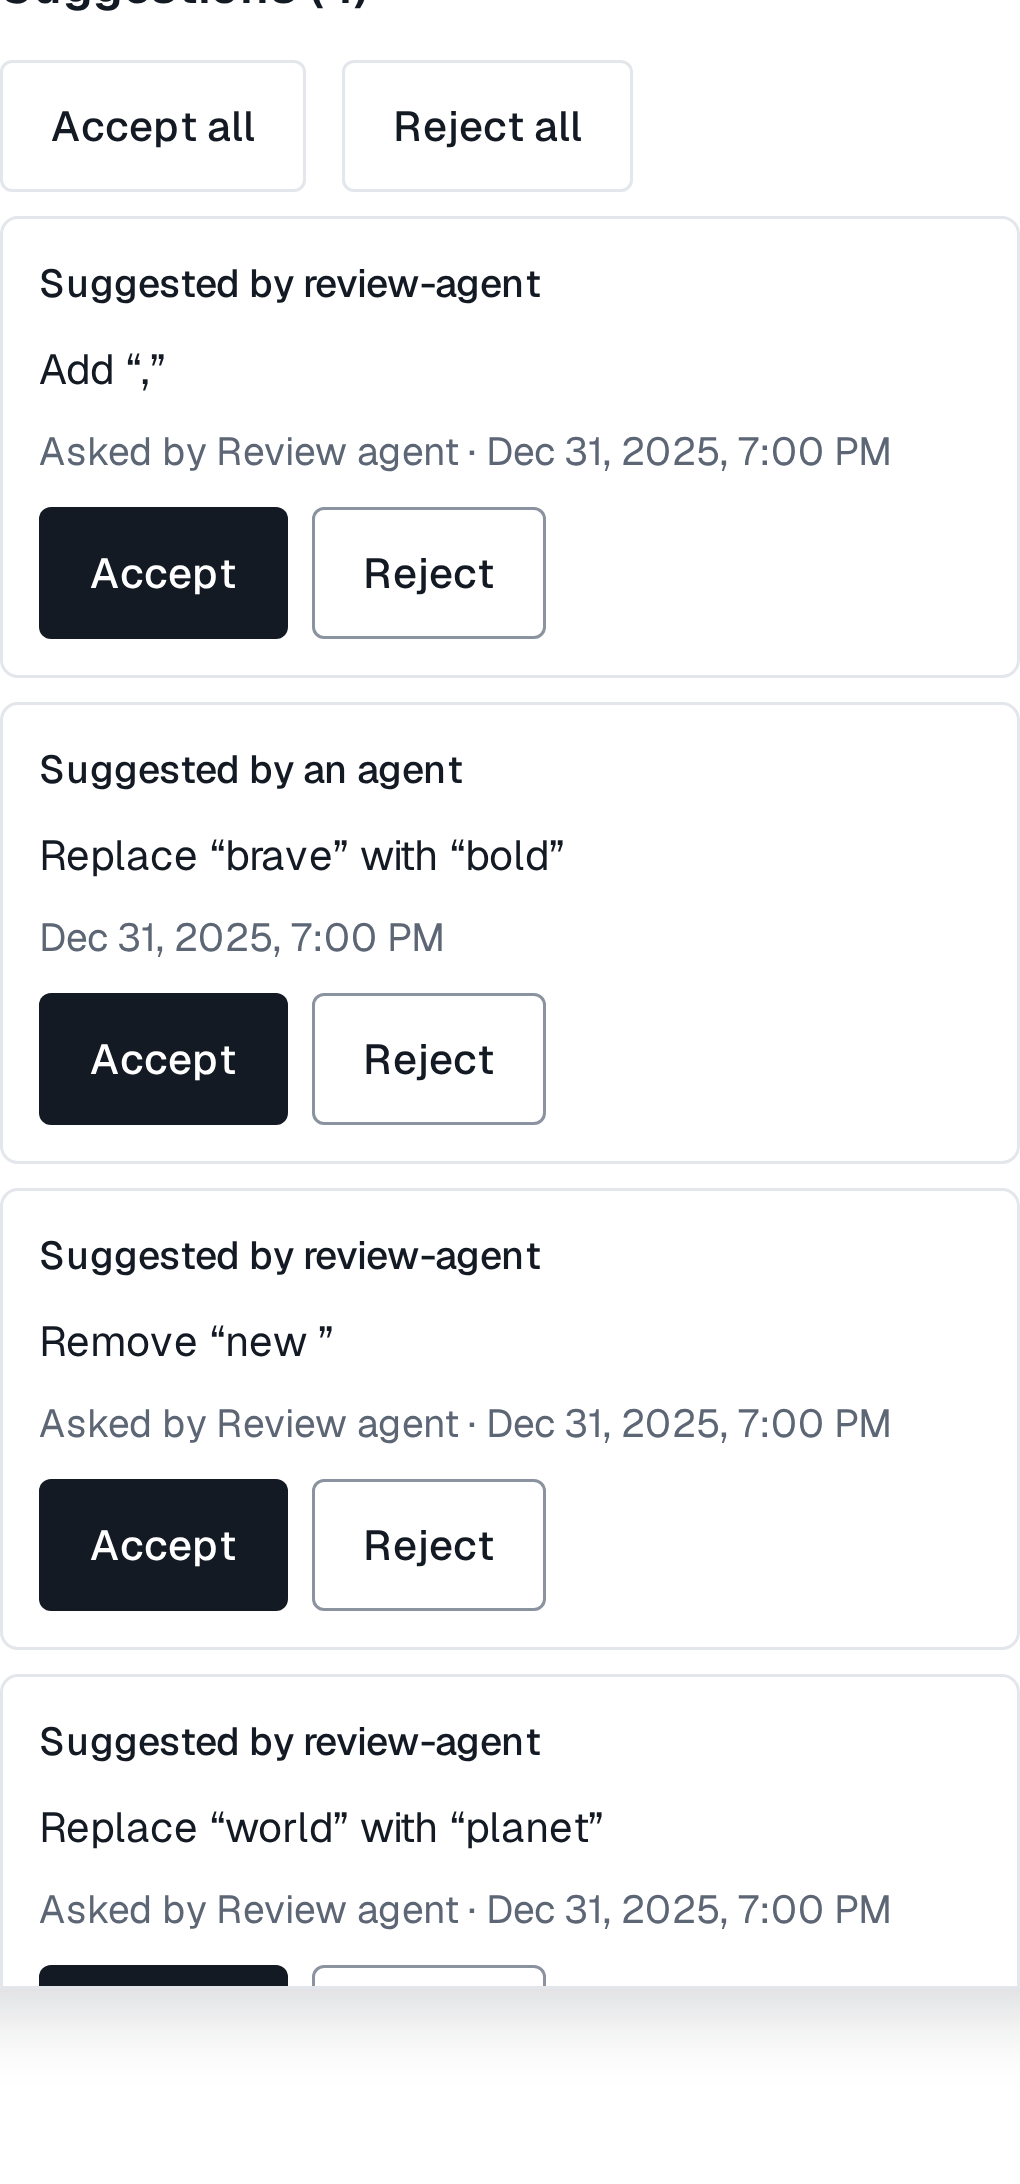 Suggestions (4)
Accept all
Reject all
Suggested by review-agent
Add “,”
Asked by Review agent · Dec 31, 2025, 7:00 PM
Accept
Reject
Suggested by an agent
Replace “brave” with “bold”
Dec 31, 2025, 7:00 PM
Accept
Reject
Suggested by review-agent
Remove “new ”
Asked by Review agent · Dec 31, 2025, 7:00 PM
Accept
Reject
Suggested by review-agent
Replace “world” with “planet”
Asked by Review agent · Dec 31, 2025, 7:00 PM